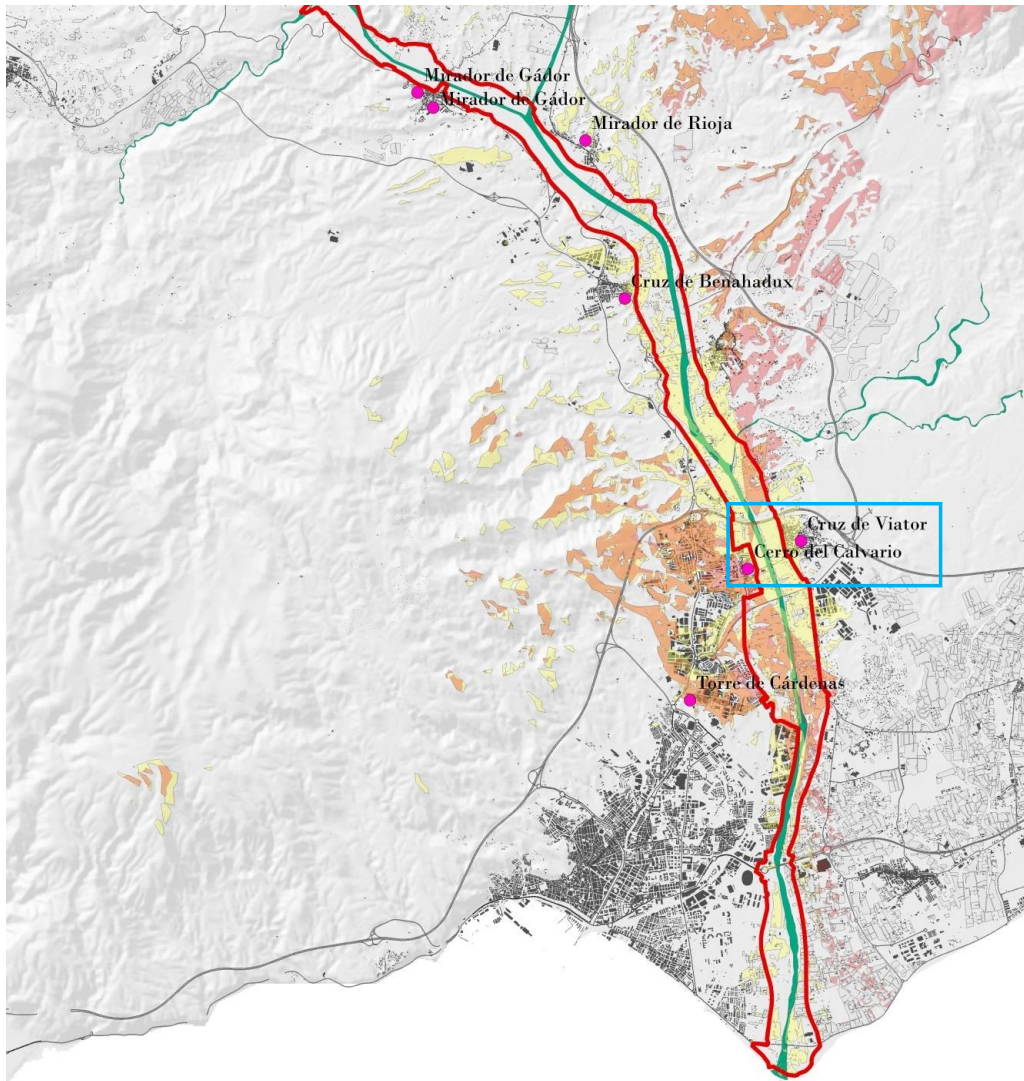 Mirador de Gádor
Mirador de Gádor
Mirador de Rioja
Cruz de Benahadux
Cruz de Viator
Cerro del Calvario
Torre de Cárdenas